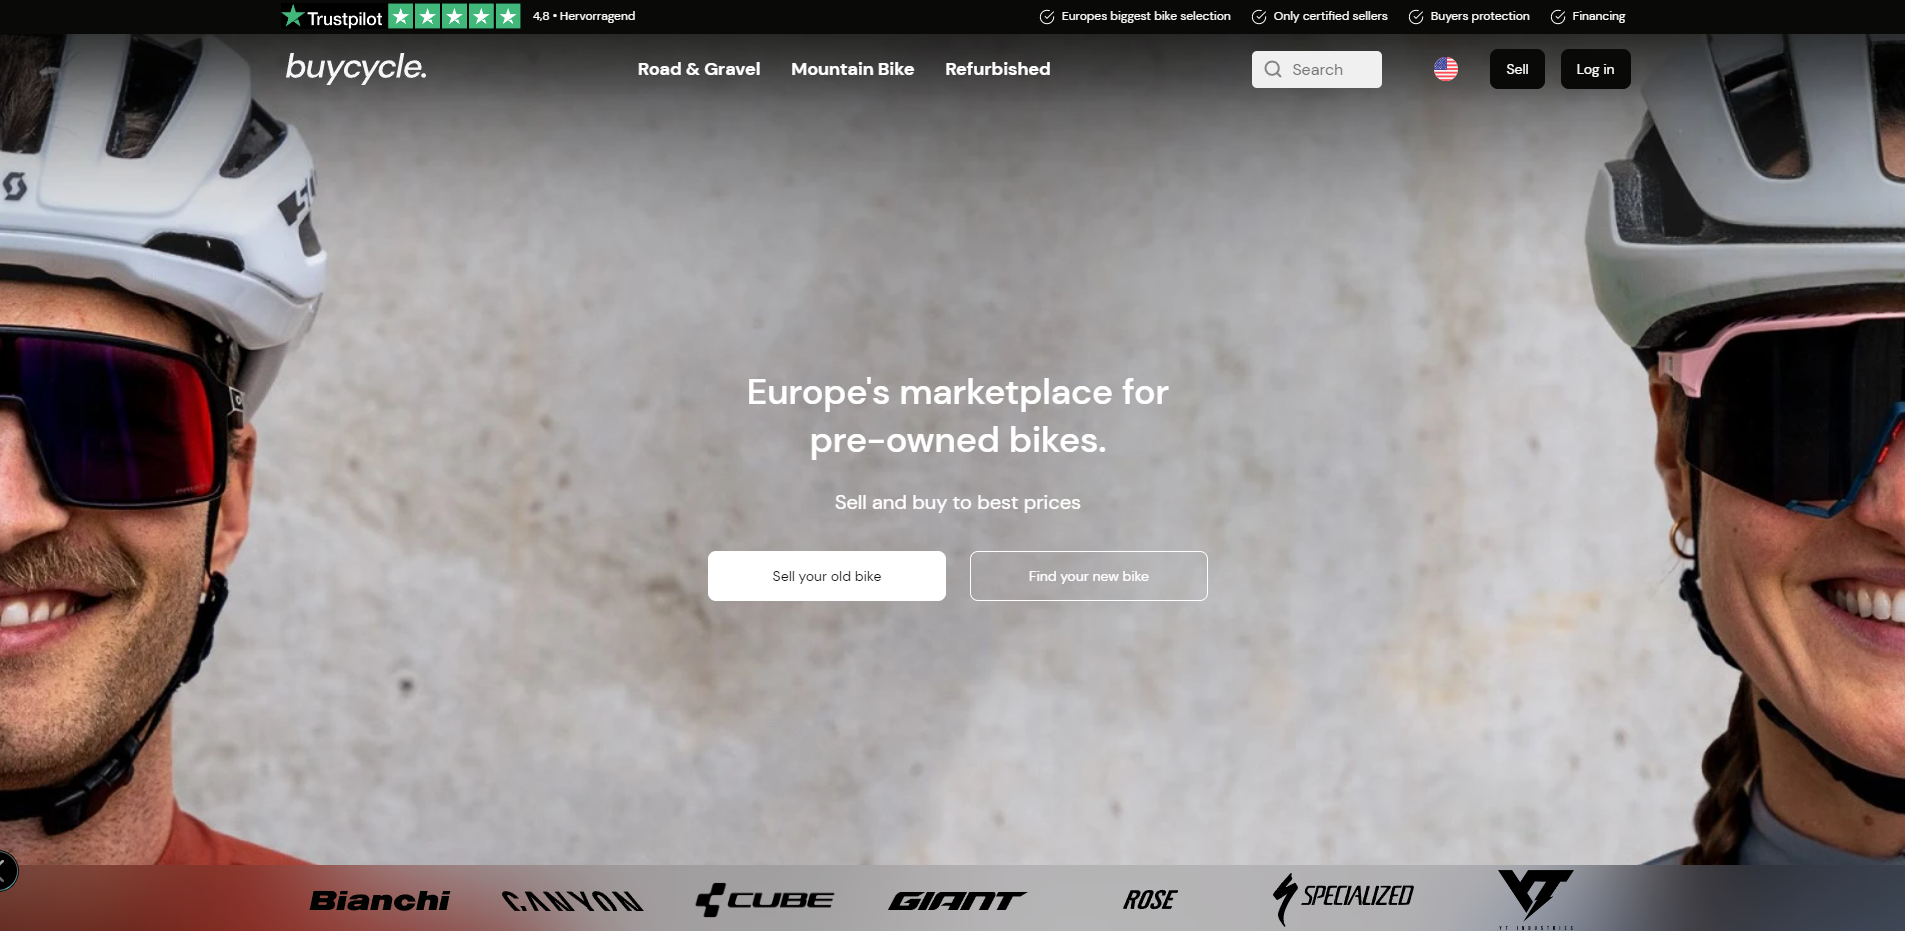 Trustpilot 4,8 • Hervorragend
Europes biggest bike selection Only certified sellers Buyers protection Financing
buycycle. Road & Gravel Mountain Bike Refurbished Search Sell Log in
Europe's marketplace for
pre-owned bikes.
Sell and buy to best prices
Sell your old bike Find your new bike
Bianchi CANYON CUBE GIANT ROSE SPECIALIZED YT
YT INDUSTRIES